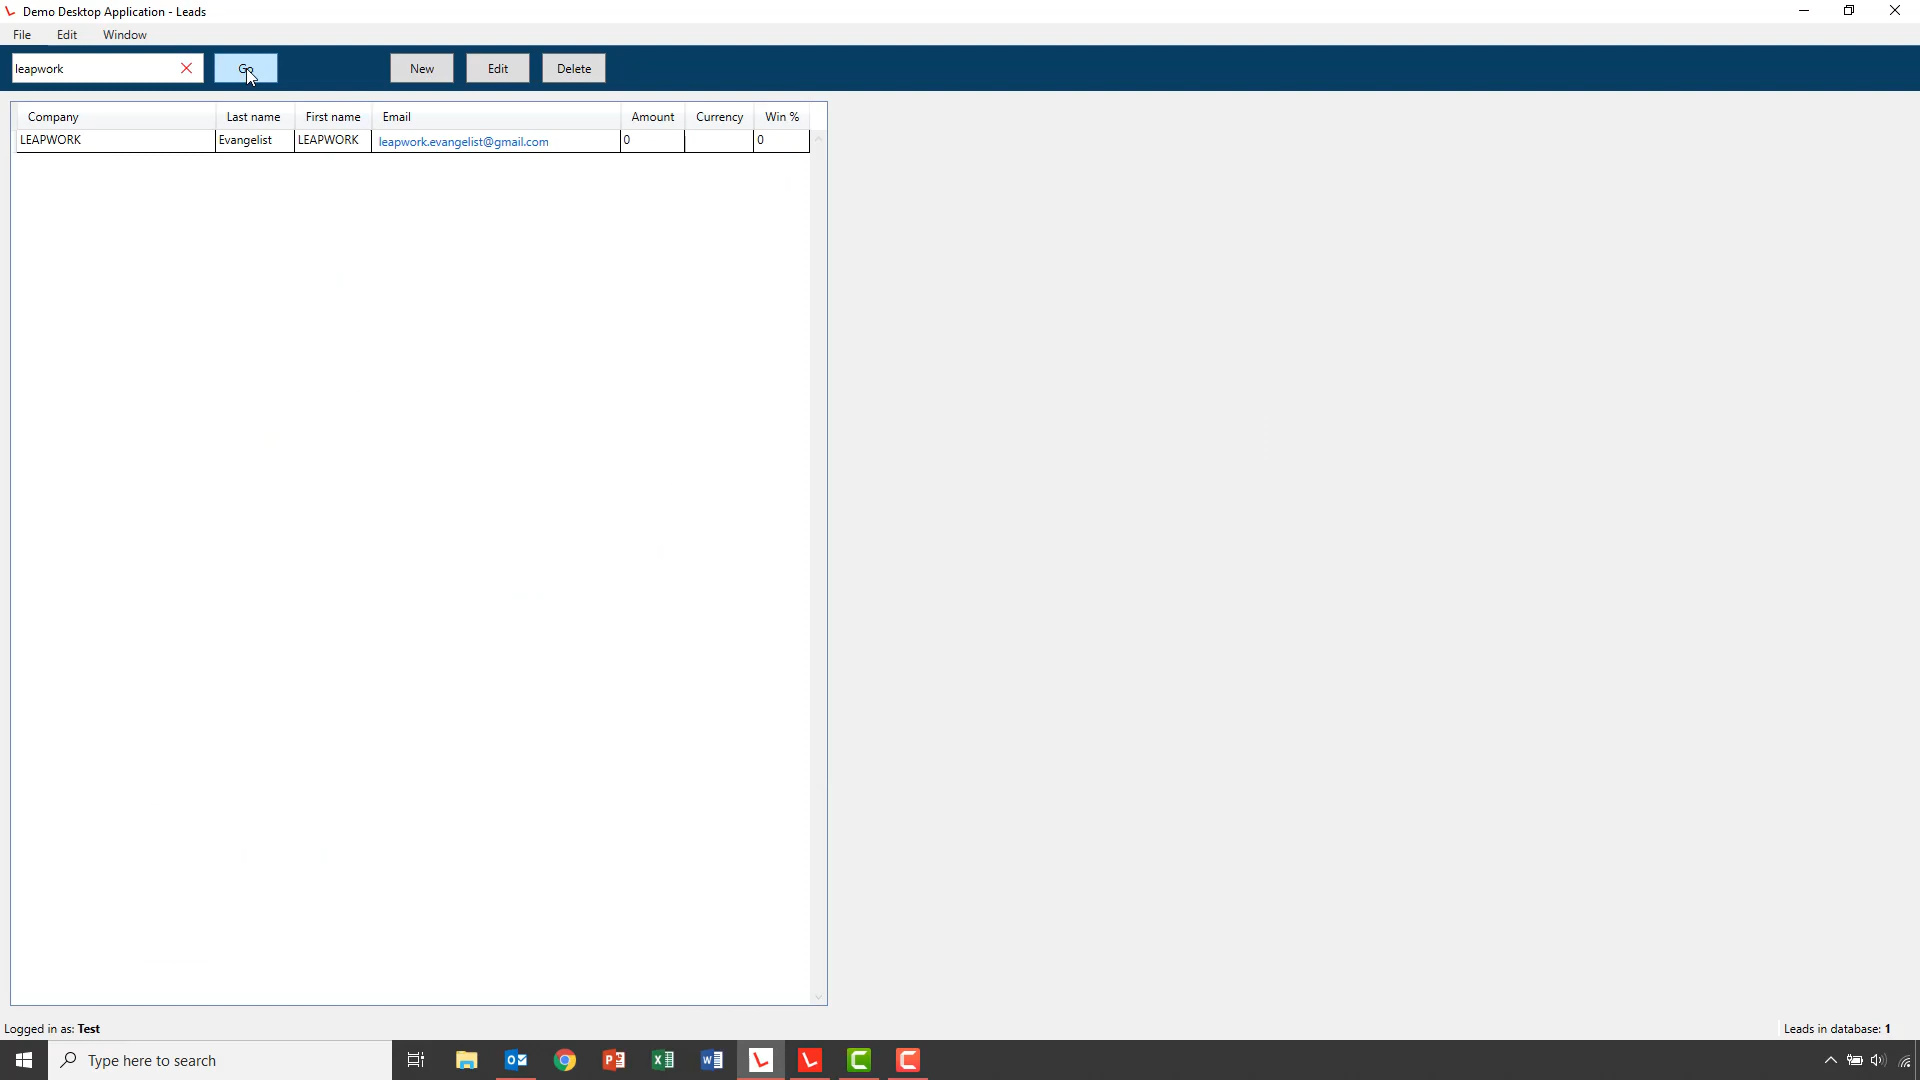 Demo Desktop Application - Leads
File Edit Window
leapwork Go New Edit Delete
Company Last name First name Email Amount Currency Win %
LEAPWORK Evangelist LEAPWORK leapwork.evangelist@gmail.com 0 0
Logged in as: Test Leads in database: 1
Type here to search